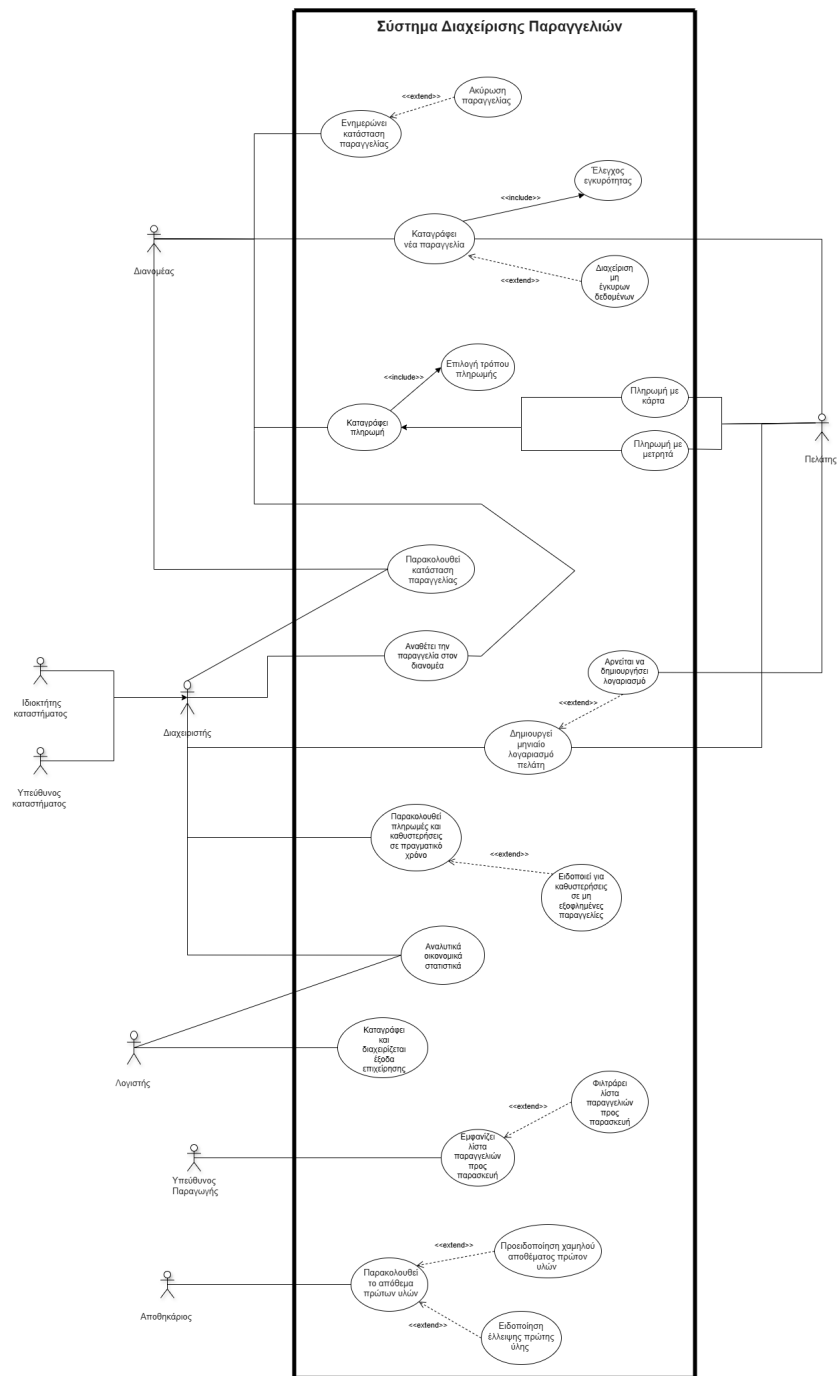 Σύστημα Διαχείρισης Παραγγελιών
Ακύρωση
παραγγελίας
<<extend>>
Ενημερώνει
κατάσταση
παραγγελίας
Έλεγχος
εγκυρότητας
<<include>>
Διανομέας
Καταγράφει
νέα παραγγελία
<<extend>>
Διαχείριση
μη
έγκυρων
δεδομένων
Επιλογή τρόπου
πληρωμής
<<include>>
Καταγράφει
πληρωμή
Πληρωμή με
κάρτα
Πληρωμή με
μετρητά
Πελάτης
Παρακολουθεί
κατάσταση
παραγγελίας
Αναθέτει την
παραγγελία στον
διανομέα
Αρνείται να
δημιουργήσει
λογαριασμό
<<extend>>
Ιδιοκτήτης
καταστήματος
Διαχειριστής
Υπεύθυνος
καταστήματος
Δημιουργεί
μηνιαίο
λογαριασμό
πελάτη
Παρακολουθεί
πληρωμές και
καθυστερήσεις
σε πραγματικό
χρόνο
<<extend>>
Ειδοποιεί για
καθυστερήσεις
σε μη
εξοφλημένες
παραγγελίες
Αναλυτικά
οικονομικά
στατιστικά
Λογιστής
Καταγράφει
και
διαχειρίζεται
έξοδα
επιχείρησης
Φιλτράρει
λίστα
παραγγελιών
προς
παρασκευή
<<extend>>
Εμφανίζει
λίστα
παραγγελιών
προς
παρασκευή
Υπεύθυνος
Παραγωγής
Προειδοποίηση χαμηλού
αποθέματος πρώτον
υλών
<<extend>>
Παρακολουθεί
το απόθεμα
πρώτων υλών
Αποθηκάριος
<<extend>>
Ειδοποίηση
έλλειψης πρώτης
ύλης